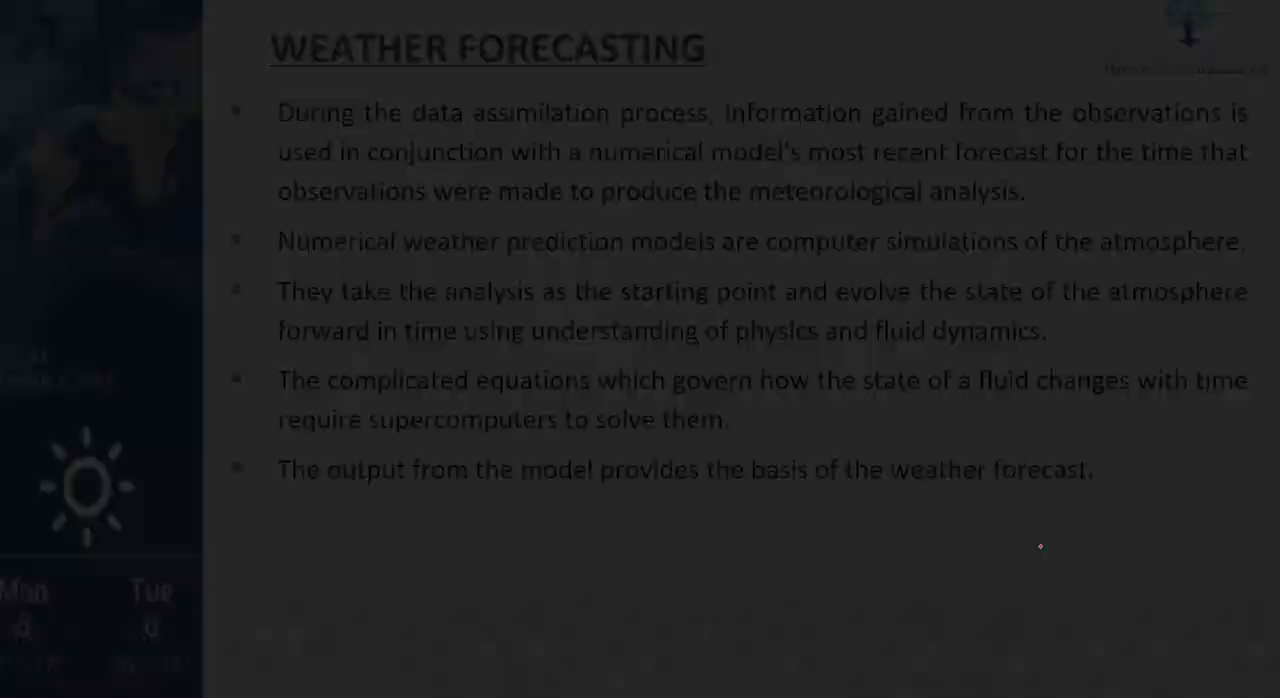 WEATHER FORECASTING
During the data assimilation process, information gained from the observations is
used in conjunction with a numerical model's most recent forecast for the time that
observations were made to produce the meteorological analysis.
Numerical weather prediction models are computer simulations of the atmosphere.
They take the analysis as the starting point and evolve the state of the atmosphere
forward in time using understanding of physics and fluid dynamics.
The complicated equations which govern how the state of a fluid changes with time
require supercomputers to solve them.
The output from the model provides the basis of the weather forecast.
Mon Tue